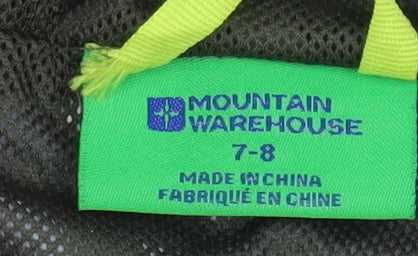 MOUNTAIN
WAREHOUSE
7-8
MADE IN CHINA
FABRIQUÉ EN CHINE